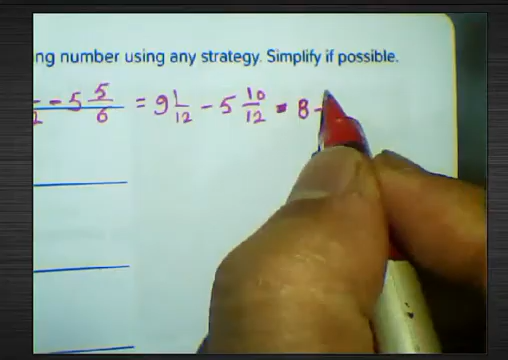 ng number using any strategy. Simplify if possible.
- 5 5/6 = 9 1/12 - 5 10/12 = 8